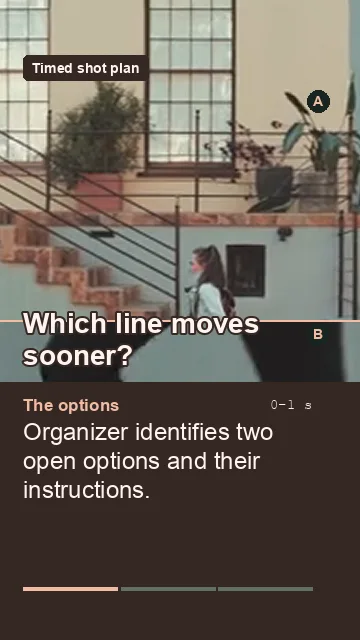 Timed shot plan
A
Which line moves
sooner?
B
The options
0–1 s
Organizer identifies two
open options and their
instructions.